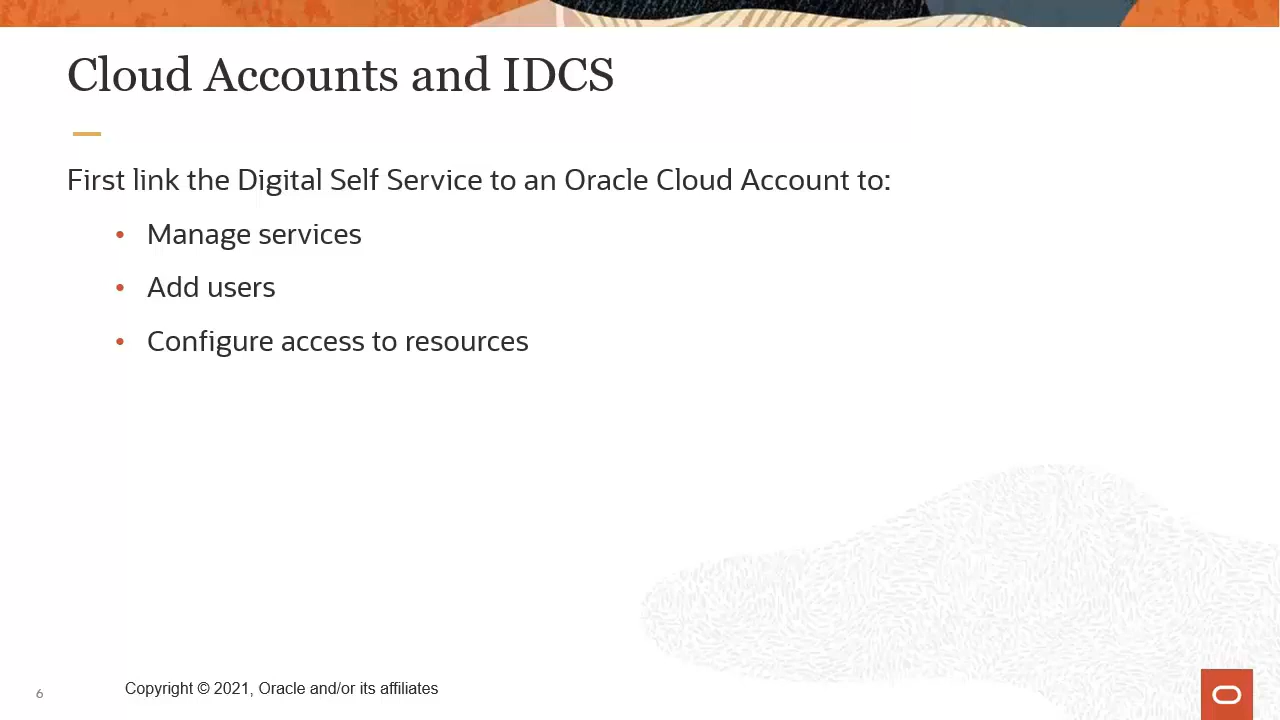 Cloud Accounts and IDCS
First link the Digital Self Service to an Oracle Cloud Account to:
• Manage services
• Add users
• Configure access to resources
6
Copyright © 2021, Oracle and/or its affiliates